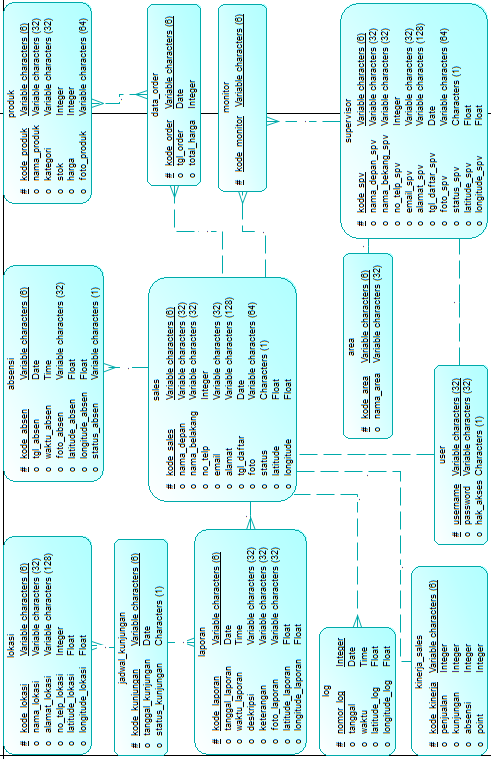 lokasi
# kode_lokasi Variable characters (6)
o nama_lokasi Variable characters (32)
o alamat_lokasi Variable characters (128)
o no_telp_lokasi Integer
o latitude_lokasi Float
o longitude_lokasi Float
absensi
# kode_absen Variable characters (6)
o tgl_absen Date
o waktu_absen Time
o foto_absen Variable characters (32)
o latitude_absen Float
o longitude_absen Float
o status_absen Variable characters (1)
produk
# kode_produk Variable characters (6)
o nama_produk Variable characters (32)
o kategori Variable characters (32)
o stok Integer
o harga Integer
o foto_produk Variable characters (64)
jadwal_kunjungan
# kode_kunjungan Variable characters (6)
o tanggal_kunjungan Date
o status_kunjungan Characters (1)
laporan
# kode_laporan Variable characters (6)
o tanggal_laporan Date
o waktu_laporan Time
o deskripsi Variable characters (32)
o keterangan Variable characters (32)
o foto_laporan Variable characters (32)
o latitude_laporan Float
o longitude_laporan Float
sales
# kode_sales Variable characters (6)
o nama_depan Variable characters (32)
o nama_belakang Variable characters (32)
o no_telp Integer
o email Variable characters (32)
o alamat Variable characters (128)
o tgl_daftar Date
o foto Variable characters (64)
o status Characters (1)
o latitude Float
o longitude Float
data_order
# kode_order Variable characters (6)
o tgl_order Date
o total_harga Integer
monitor
# kode_monitor Variable characters (6)
log
# nomor_log Integer
o tanggal Date
o waktu Time
o latitude_log Float
o longitude_log Float
area
# kode_area Variable characters (6)
o nama_area Variable characters (32)
supervisor
# kode_spv Variable characters (6)
o nama_depan_spv Variable characters (32)
o nama_bekang_spv Variable characters (32)
o no_telp_spv Integer
o email_spv Variable characters (32)
o alamat_spv Variable characters (128)
o tgl_daftar_spv Date
o foto_spv Variable characters (32)
o status_spv Characters (1)
o latitude_spv Float
o longitude_spv Float
kinerja_sales
# kode_kinerja Variable characters (6)
o penjualan Integer
o kunjungan Integer
o absensi Integer
o point Integer
user
# username Variable characters (32)
o password Variable characters (32)
o hak_akses Characters (1)